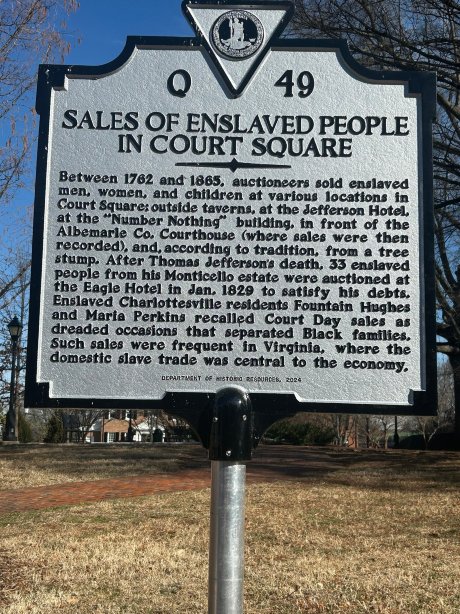 Q 49
SALES OF ENSLAVED PEOPLE
IN COURT SQUARE
Between 1762 and 1865, auctioneers sold enslaved
men, women, and children at various locations in
Court Square: outside taverns, at the Jefferson Hotel,
at the "Number Nothing" building, in front of the
Albemarle Co. Courthouse (where sales were then
recorded), and, according to tradition, from a tree
stump. After Thomas Jefferson's death, 33 enslaved
people from his Monticello estate were auctioned at
the Eagle Hotel in Jan. 1829 to satisfy his debts.
Enslaved Charlottesville residents Fountain Hughes
and Maria Perkins recalled Court Day sales as
dreaded occasions that separated Black families.
Such sales were frequent in Virginia, where the
domestic slave trade was central to the economy.
DEPARTMENT OF HISTORIC RESOURCES, 2024